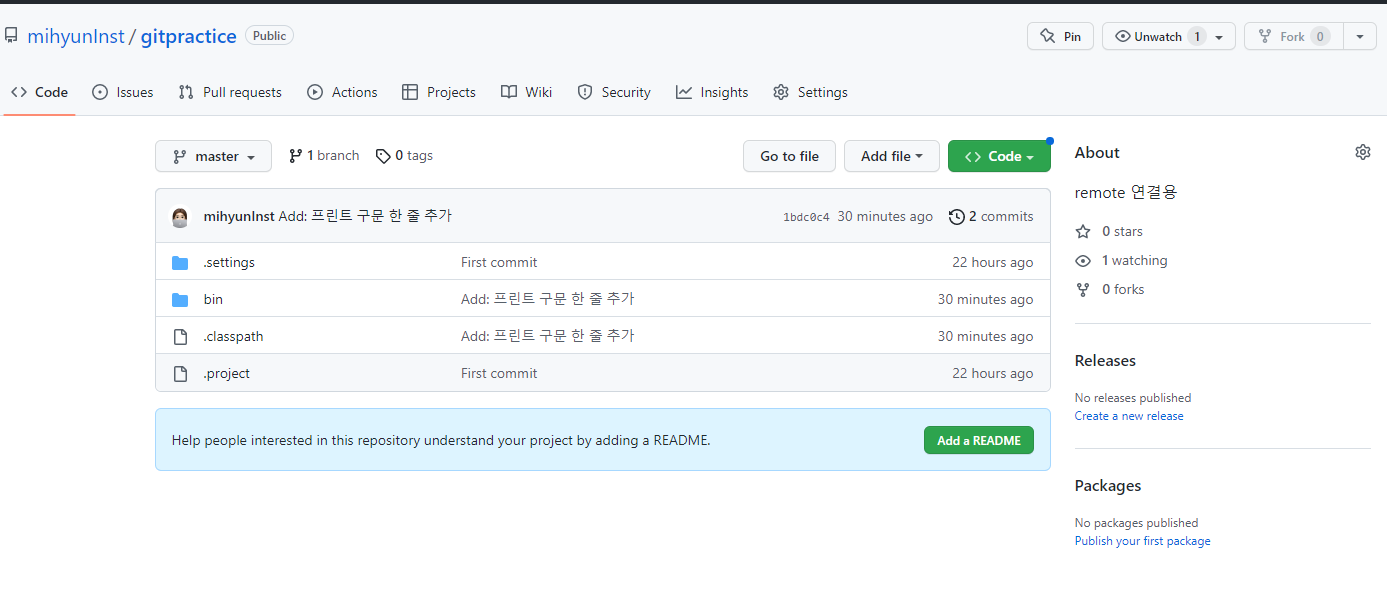 mihyunInst / gitpractice Public
Pin Unwatch 1 Fork 0
Code Issues Pull requests Actions Projects Wiki Security Insights Settings
master 1 branch 0 tags Go to file Add file Code
mihyunInst Add: 프린트 구문 한 줄 추가 1bdc0c4 30 minutes ago 2 commits
.settings First commit 22 hours ago
bin Add: 프린트 구문 한 줄 추가 30 minutes ago
.classpath Add: 프린트 구문 한 줄 추가 30 minutes ago
.project First commit 22 hours ago
Help people interested in this repository understand your project by adding a README. Add a README
About
remote 연결용
0 stars
1 watching
0 forks
Releases
No releases published
Create a new release
Packages
No packages published
Publish your first package